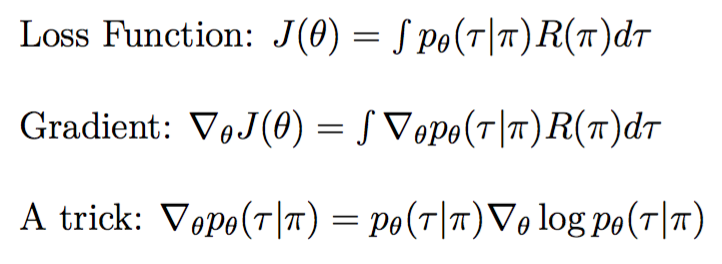 Loss Function: J(θ) = ∫ p_θ(τ|π)R(π)dτ
Gradient: ∇_θJ(θ) = ∫ ∇_θp_θ(τ|π)R(π)dτ
A trick: ∇_θp_θ(τ|π) = p_θ(τ|π)∇_θ log p_θ(τ|π)